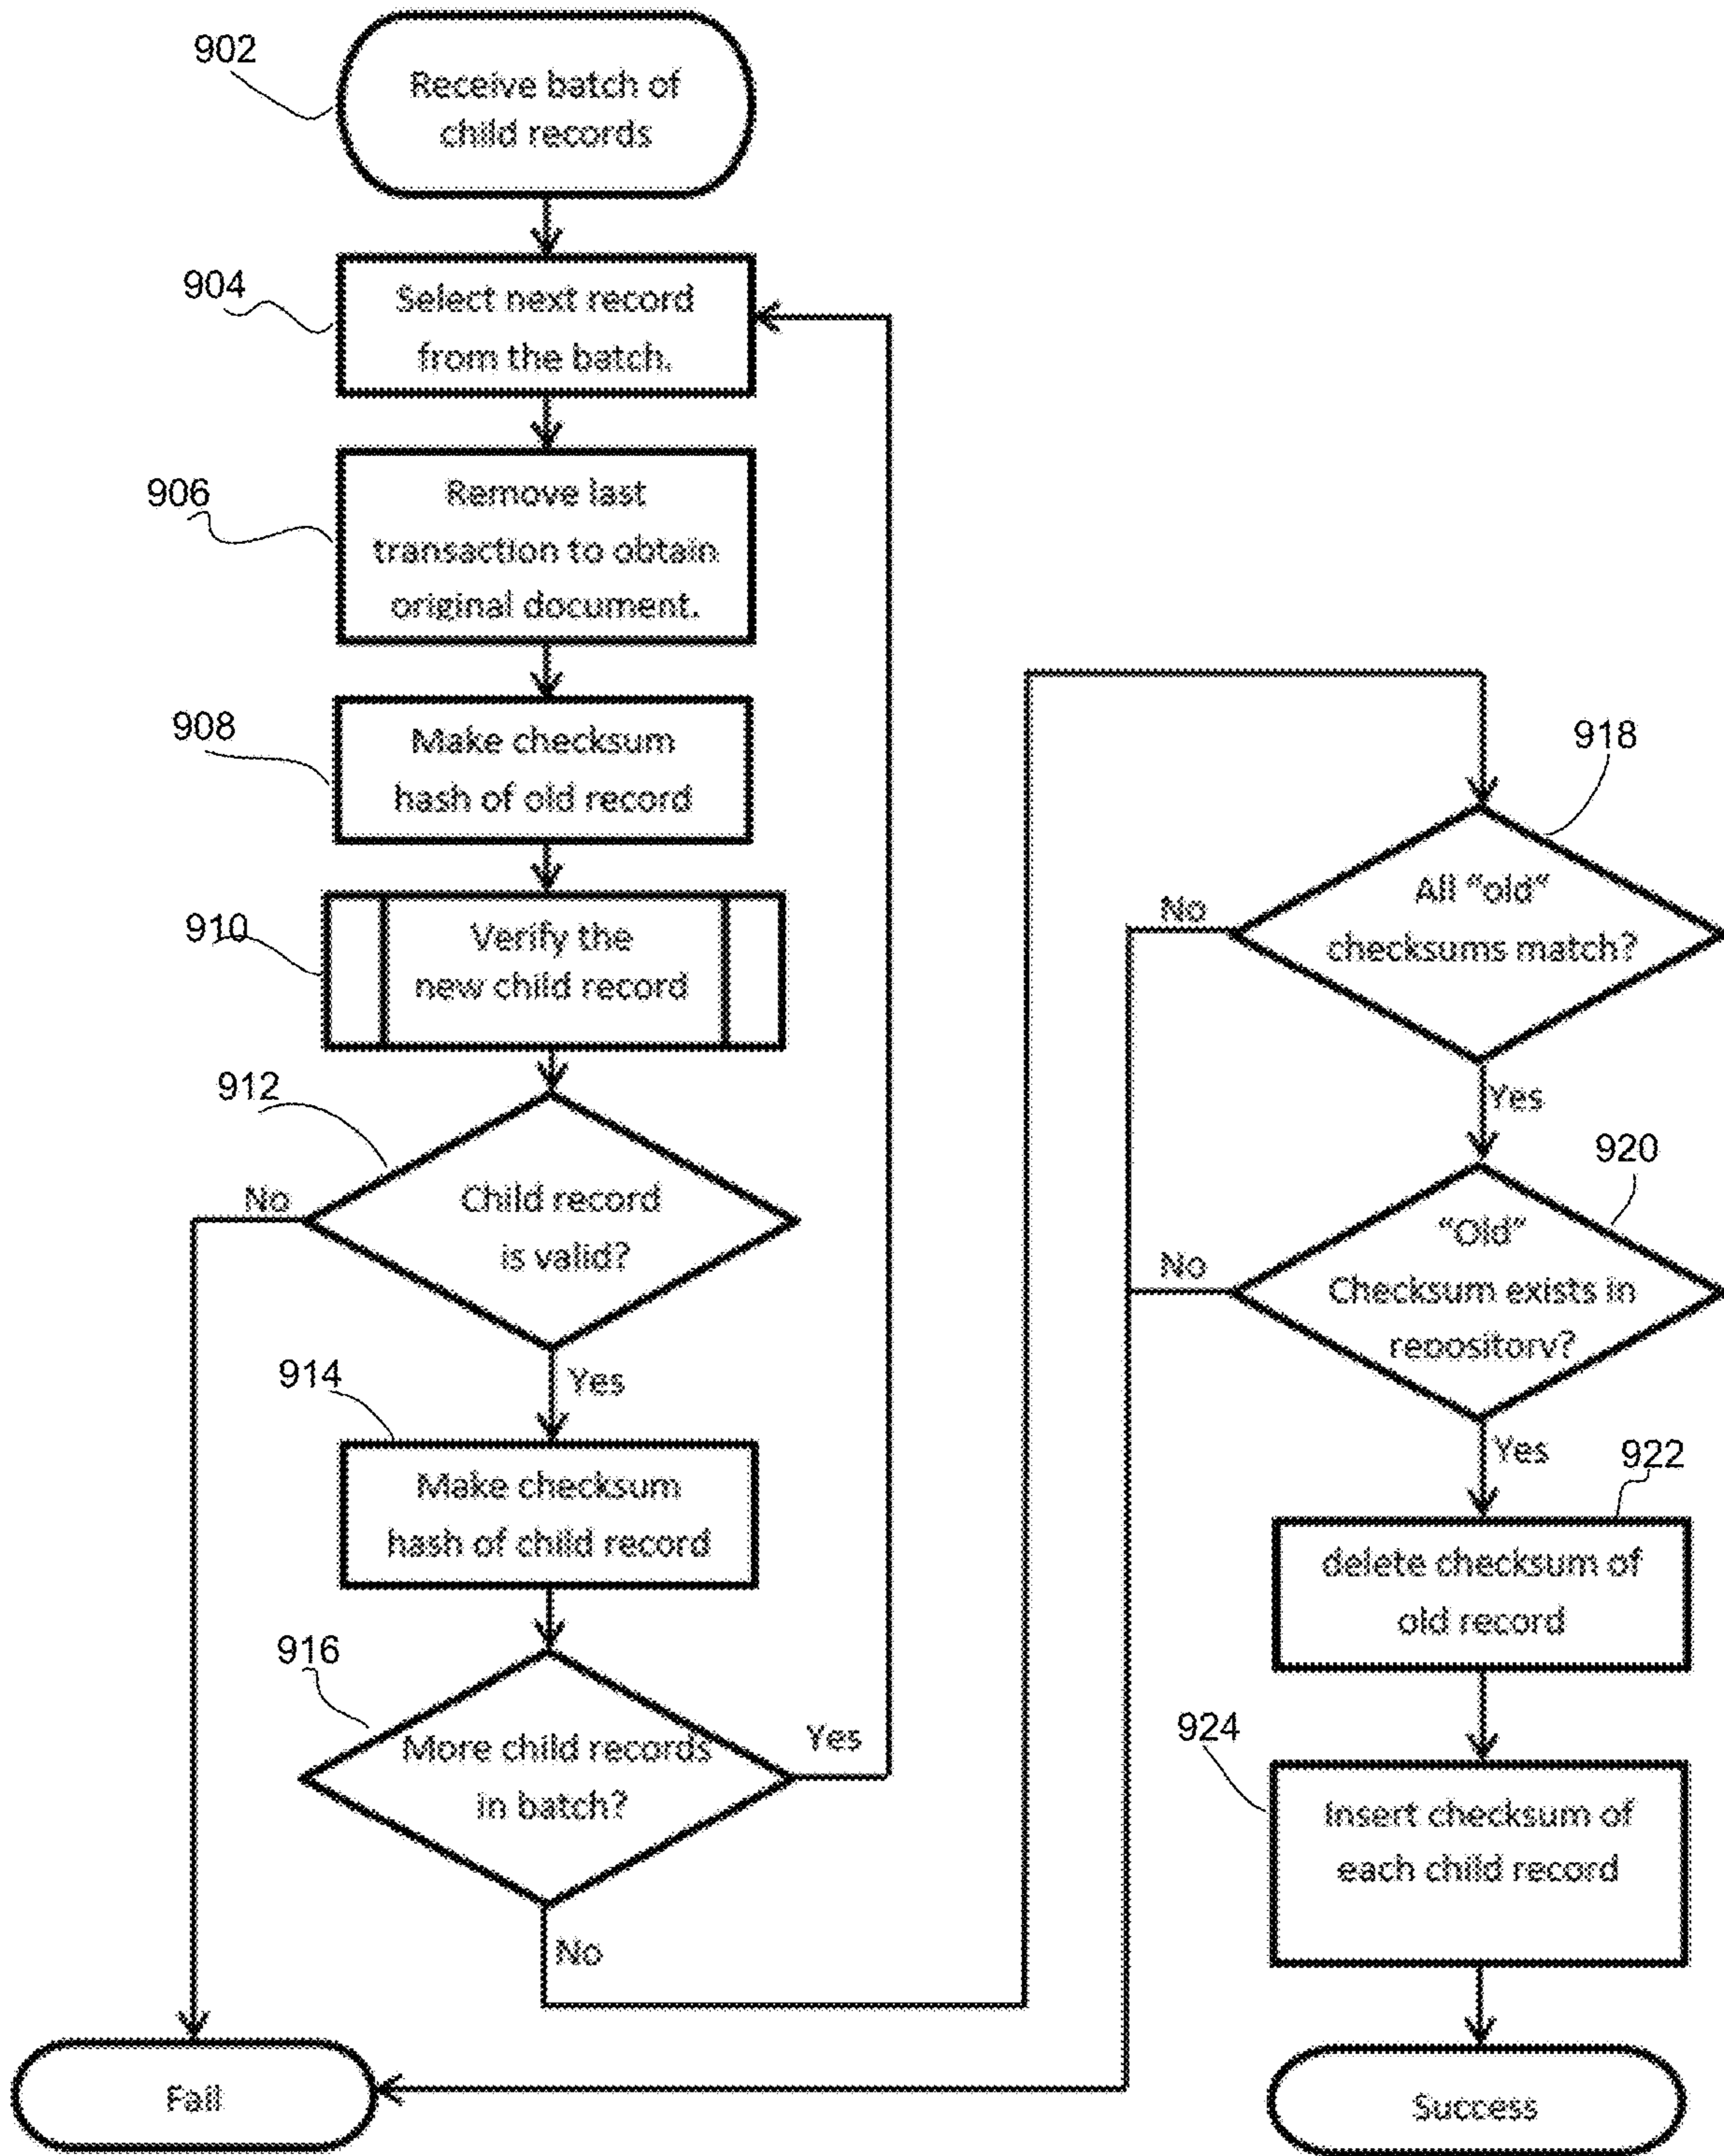 902
Receive batch of
child records
904
Select next record
from the batch.
906
Remove last
transaction to obtain
original document.
908
Make checksum
hash of old record
910
Verify the
new child record
912
Child record
is valid?
No
Yes
914
Make checksum
hash of child record
916
More child records
in batch?
Yes
No
Fail
918
All “old”
checksums match?
No
Yes
920
“Old”
Checksum exists in
repository?
No
Yes
922
delete checksum of
old record
924
Insert checksum of
each child record
Success